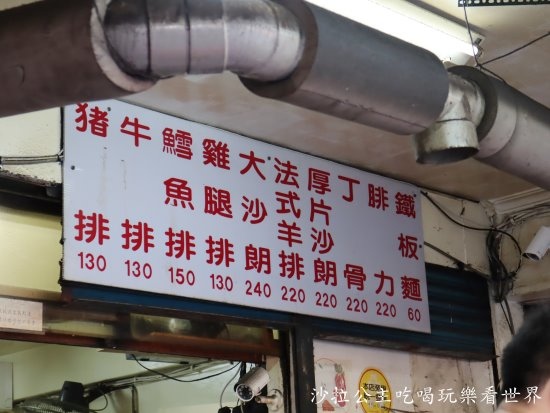 鐵板麵 60
腓力 220
丁骨 220
厚片沙朗 220
法式羊排 220
大沙朗 240
雞腿排 130
鱈魚排 150
牛排 130
猪排 130
沙拉公主吃喝玩樂看世界